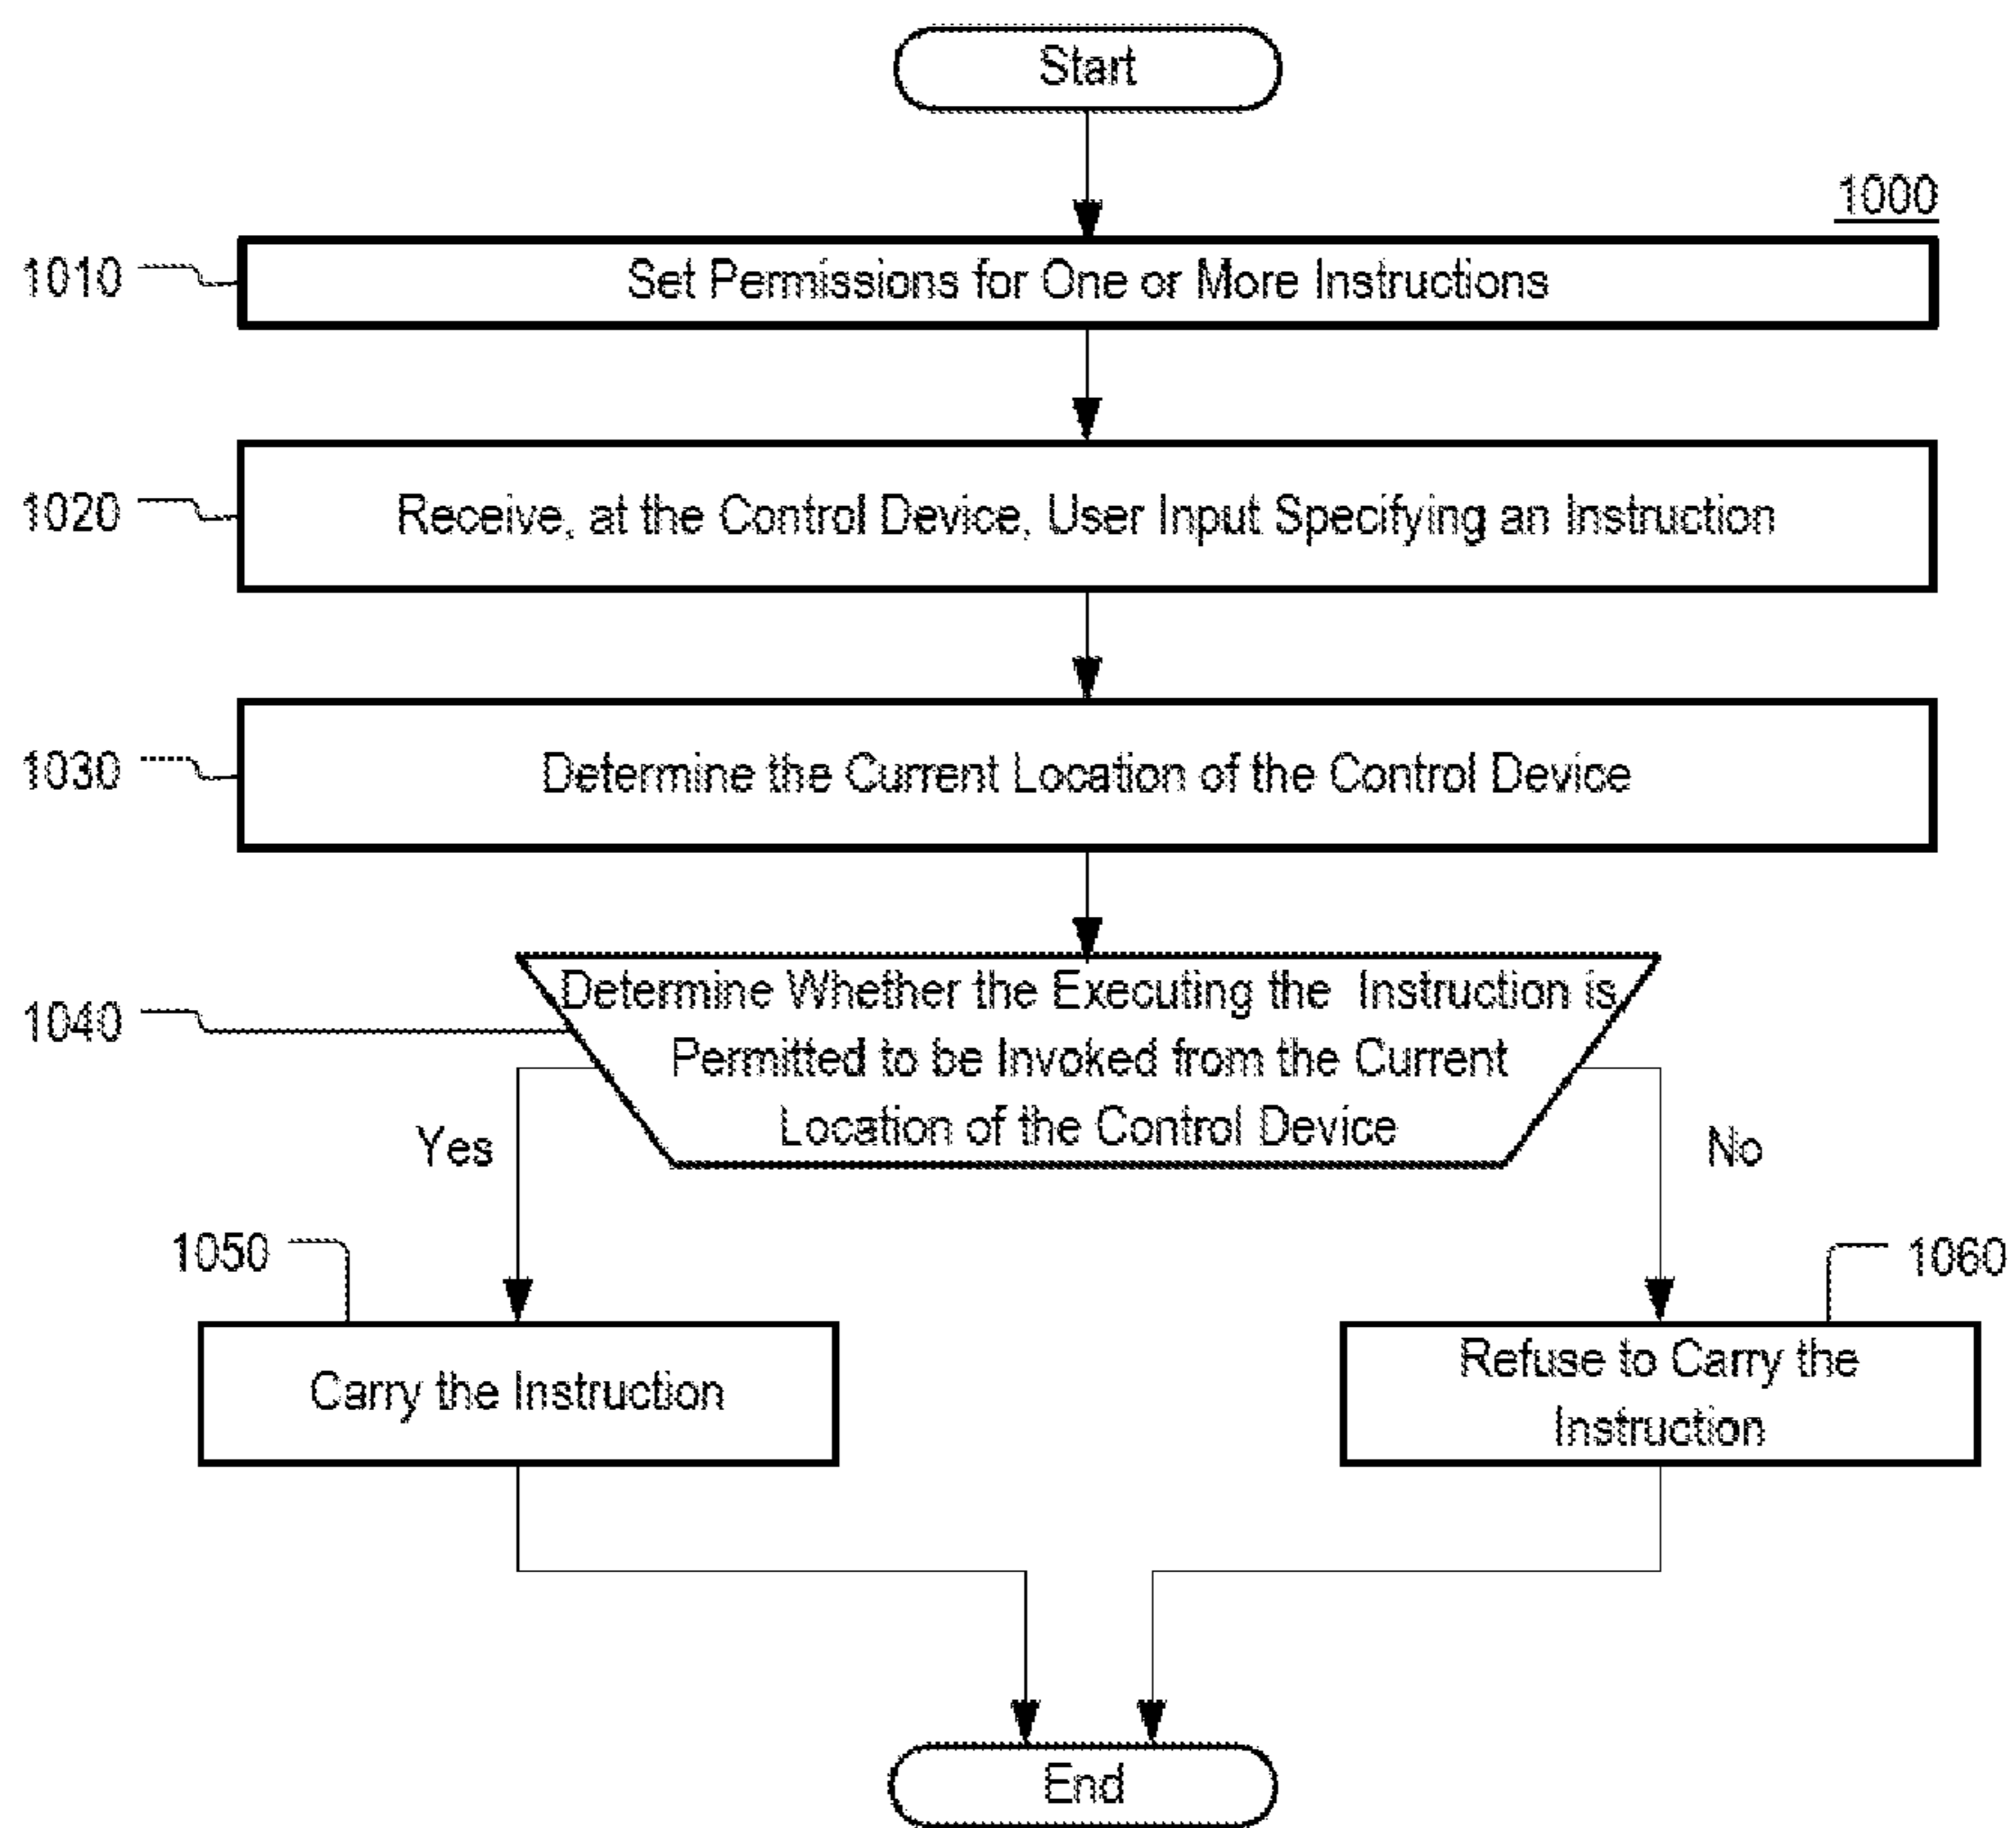 Start
1000
1010
Set Permissions for One or More Instructions
1020
Receive, at the Control Device, User Input Specifying an Instruction
1030
Determine the Current Location of the Control Device
1040
Determine Whether the Executing the Instruction is
Permitted to be Invoked from the Current
Location of the Control Device
Yes
No
1050
1060
Carry the Instruction
Refuse to Carry the
Instruction
End